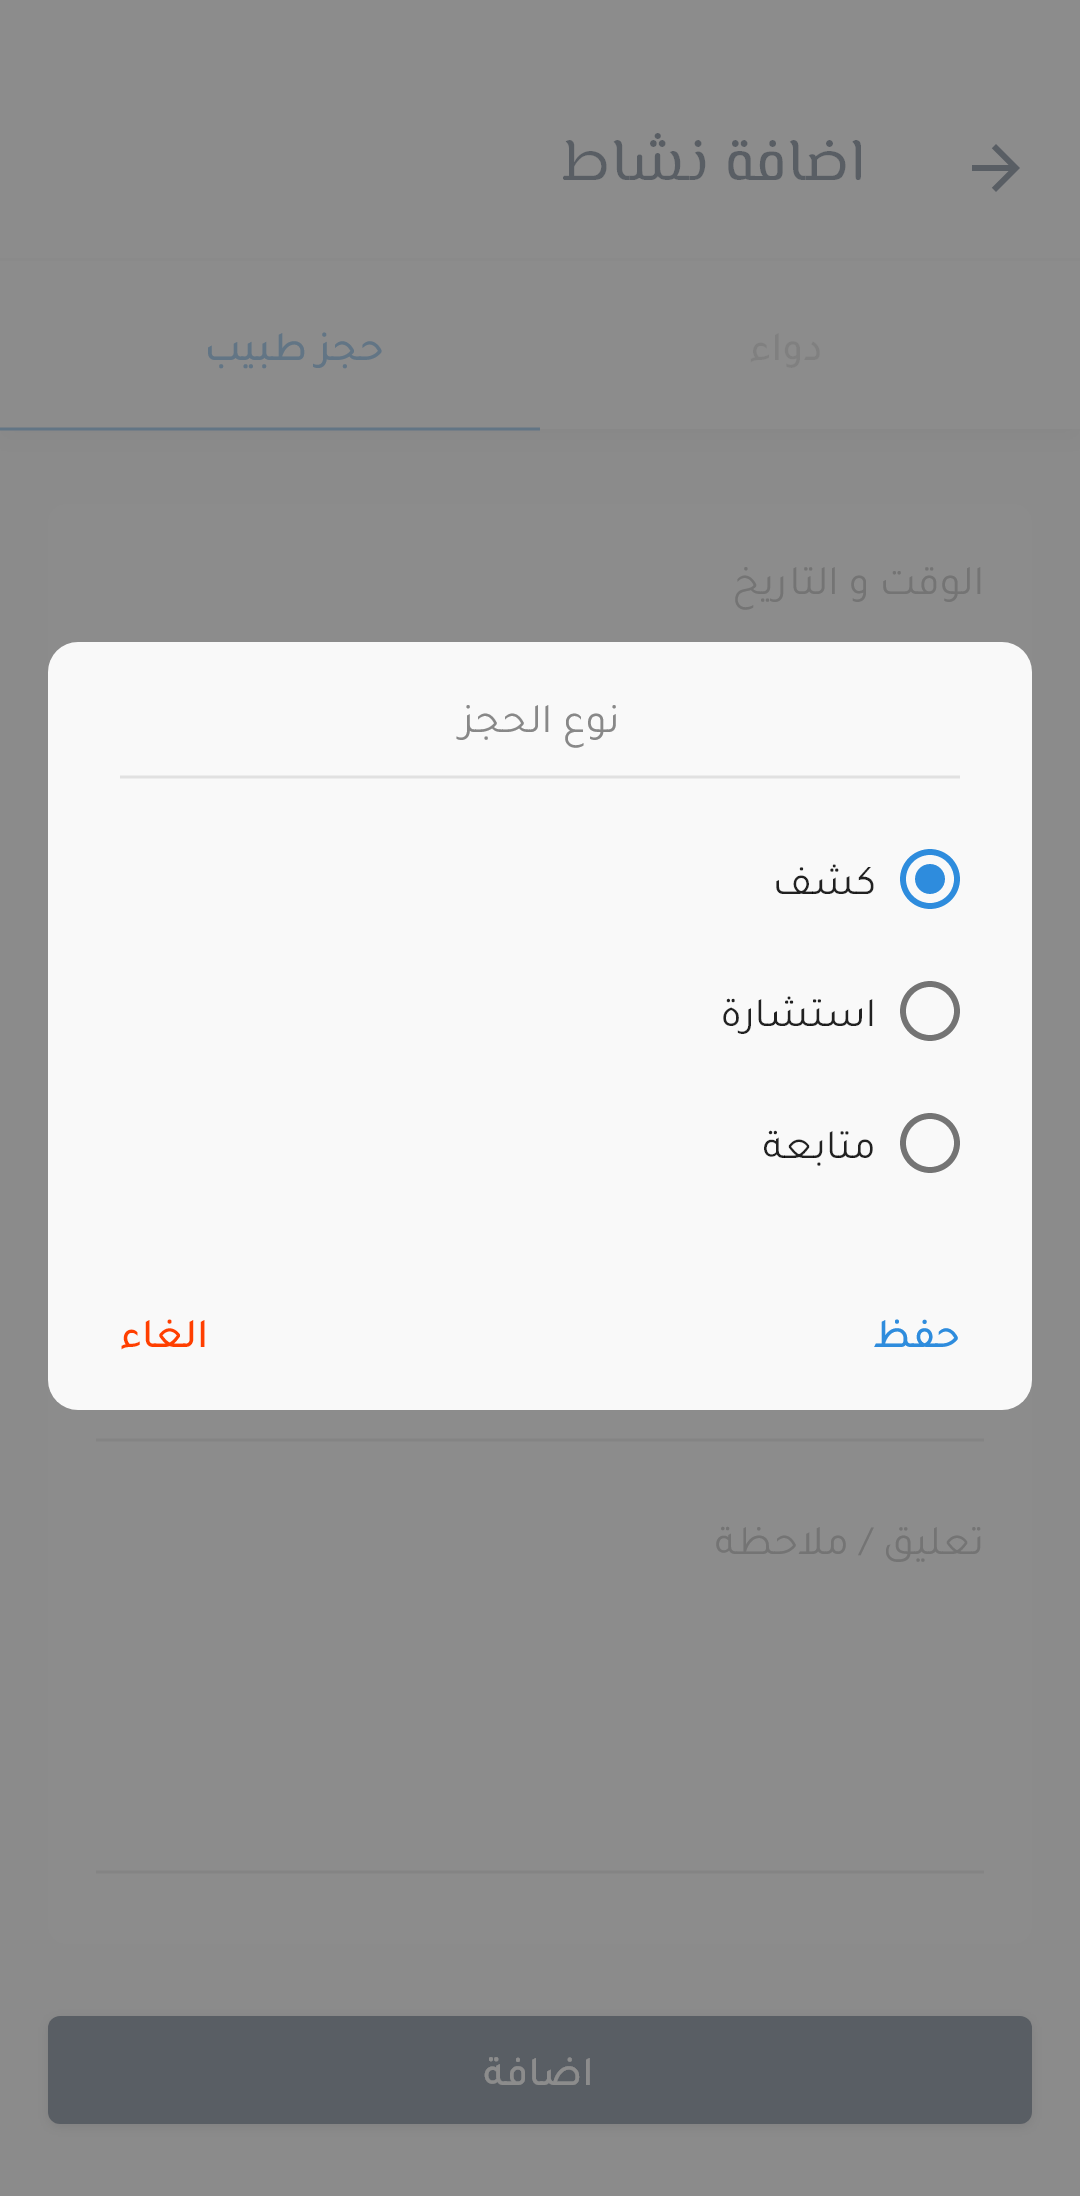 اضافة نشاط
دواء
حجز طبيب
الوقت و التاريخ
نوع الحجز
كشف
استشارة
متابعة
حفظ
الغاء
تعليق / ملاحظة
اضافة